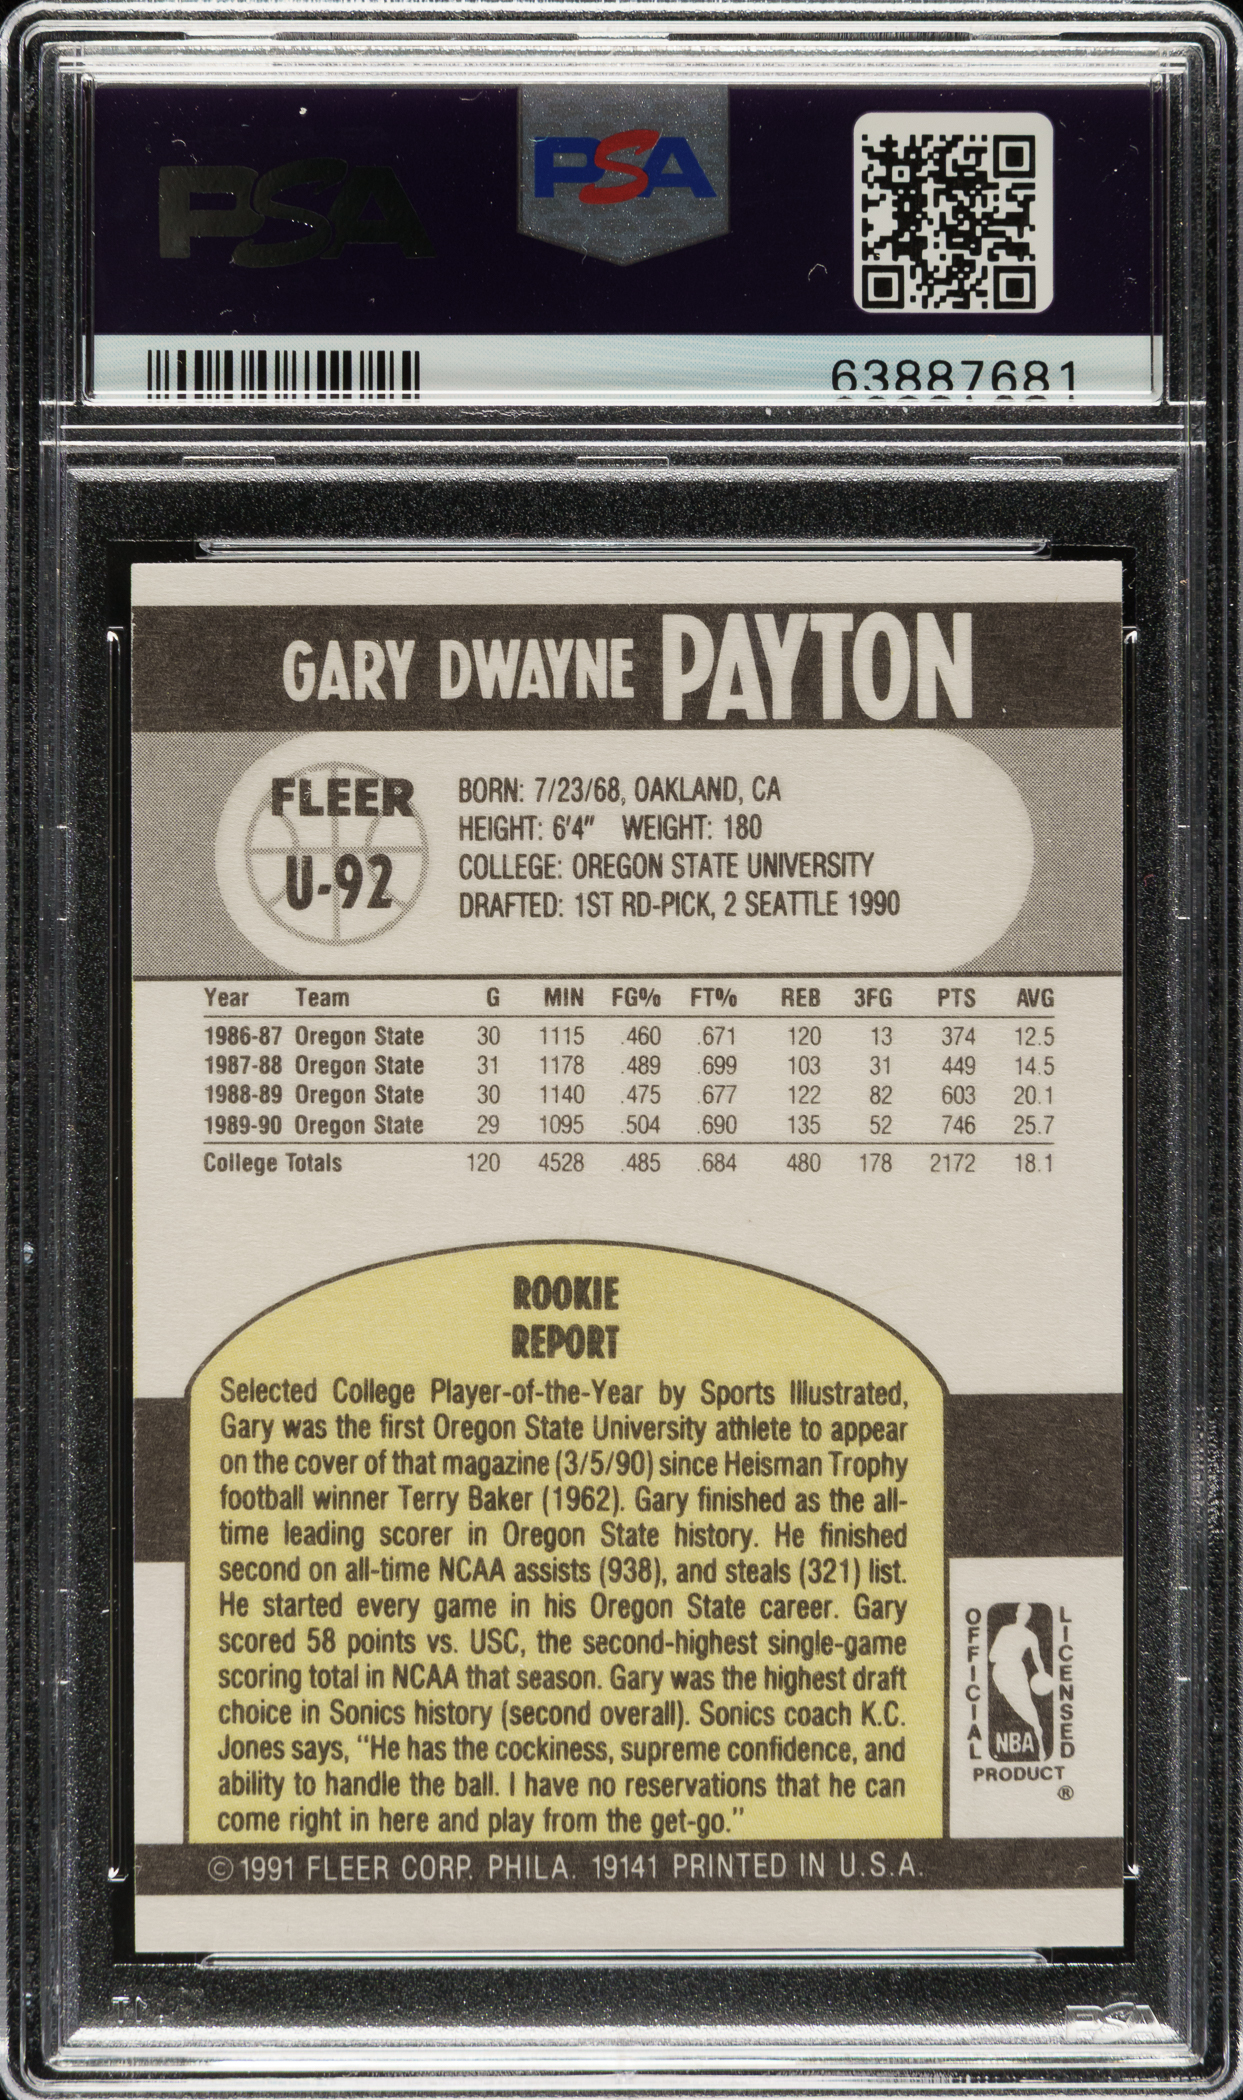 PSA
PSA
63887681
GARY DWAYNE PAYTON
FLEER
U-92
BORN: 7/23/68, OAKLAND, CA
HEIGHT: 6'4" WEIGHT: 180
COLLEGE: OREGON STATE UNIVERSITY
DRAFTED: 1ST RD-PICK, 2 SEATTLE 1990
Year Team G MIN FG% FT% REB 3FG PTS AVG
1986-87 Oregon State 30 1115 .460 .671 120 13 374 12.5
1987-88 Oregon State 31 1178 .489 .699 103 31 449 14.5
1988-89 Oregon State 30 1140 .475 .677 122 82 603 20.1
1989-90 Oregon State 29 1095 .504 .690 135 52 746 25.7
College Totals 120 4528 .485 .684 480 178 2172 18.1
ROOKIE
REPORT
Selected College Player-of-the-Year by Sports Illustrated,
Gary was the first Oregon State University athlete to appear
on the cover of that magazine (3/5/90) since Heisman Trophy
football winner Terry Baker (1962). Gary finished as the all-
time leading scorer in Oregon State history. He finished
second on all-time NCAA assists (938), and steals (321) list.
He started every game in his Oregon State career. Gary
scored 58 points vs. USC, the second-highest single-game
scoring total in NCAA that season. Gary was the highest draft
choice in Sonics history (second overall). Sonics coach K.C.
Jones says, "He has the cockiness, supreme confidence, and
ability to handle the ball. I have no reservations that he can
come right in here and play from the get-go."
OFFICIAL
LICENSED
NBA
PRODUCT
®
© 1991 FLEER CORP. PHILA. 19141 PRINTED IN U.S.A.
PSA